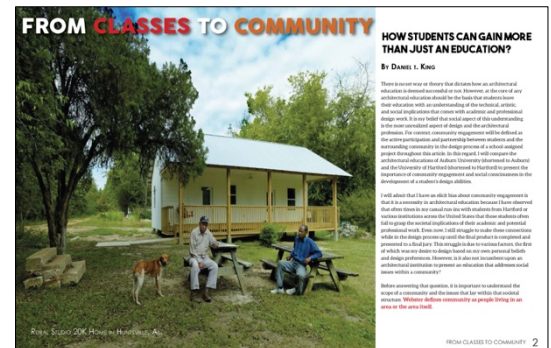 FROM CLASSES TO COMMUNITY
HOW STUDENTS CAN GAIN MORE
THAN JUST AN EDUCATION?
BY DANIEL I. KING
There is no set way or theory that dictates how an architectural
education is deemed successful or not. However, at the core of any
architectural education should be the basis that students leave
their education with an understanding of the technical, artistic,
and social implications that comes with academic and professional
design work. It is my belief that social aspect of this understanding
is the most unrealized aspect of design and the architectural
profession. For context, community engagement will be defined as
the active participation and partnership between students and the
surrounding community in the design process of a school-assigned
project throughout this article. In this regard, I will compare the
architectural educations of Auburn University (shortened to Auburn)
and the University of Hartford (shortened to Hartford) to present the
importance of community engagement and social consciousness in the
development of a student's design abilities.
I will admit that I have an elicit bias about community engagement in
that it is a necessity in architectural education because I have observed
that often times in my casual run-ins with students from Hartford or
various institutions across the United States that those students often
fail to grasp the societal implications of their academic and potential
professional work. Even now, I still struggle to make these connections
while in the design process up until the final product is completed and
presented to a final jury. This struggle is due to various factors, the first
of which was my desire to design based on my own personal beliefs
and design preferences. However, is it also not incumbent upon an
architectural institution to present an education that addresses social
issues within a community?
Before answering that question, it is important to understand the
scope of a community and the issues that lay within that societal
structure. Webster defines community as people living in an
area or the area itself.
RURAL STUDIO 20K HOME IN HUNTSVILLE, AL
FROM CLASSES TO COMMUNITY 2